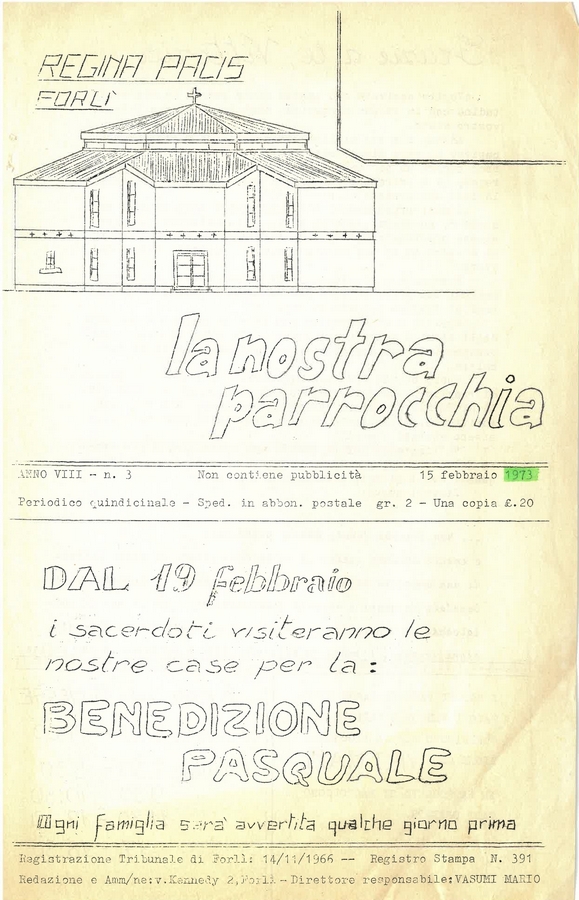 REGINA PACIS
FORLÌ
la nostra
parrocchia
ANNO VIII - n. 3 Non contiene pubblicità 15 febbraio 1973
Periodico quindicinale - Sped. in abbon. postale gr. 2 - Una copia £.20
DAL 19 febbraio
i sacerdoti visiteranno le
nostre case per la:
BENEDIZIONE
PASQUALE
Ogni famiglia sarà avvertita qualche giorno prima
Registrazione Tribunale di Forlì: 14/11/1966 -- Registro Stampa N. 391
Redazione e Amm/ne:v.Kennedy 2,Forlì - Direttore responsabile:VASUMI MARIO